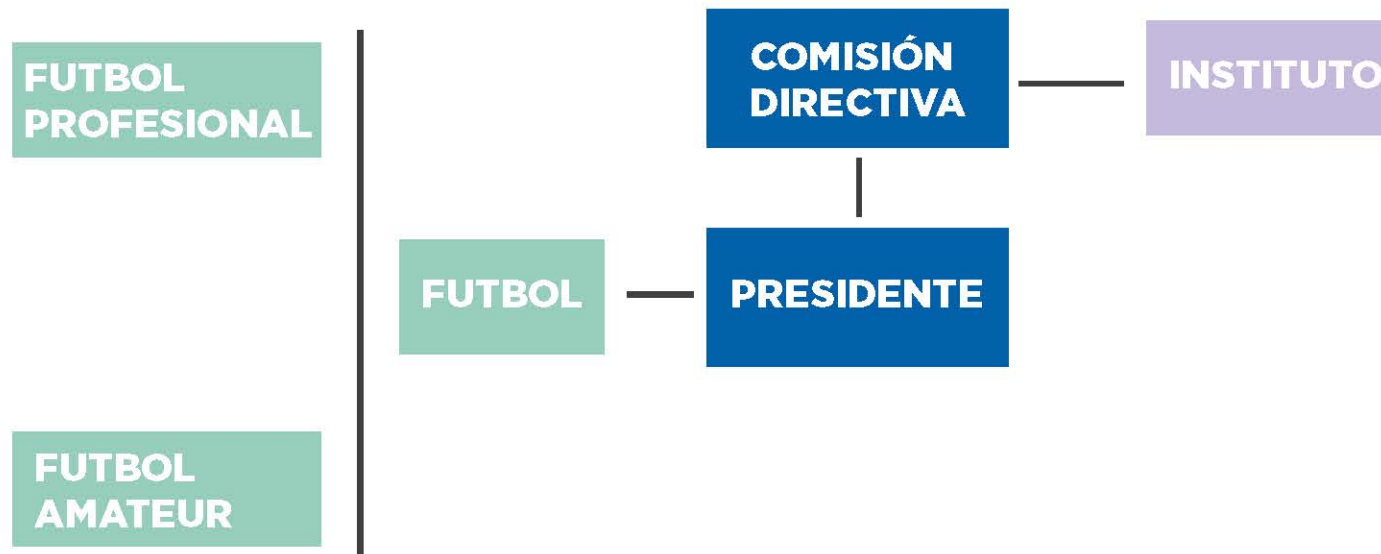 FUTBOL
PROFESIONAL
COMISIÓN
DIRECTIVA
INSTITUTO
FUTBOL
PRESIDENTE
FUTBOL
AMATEUR